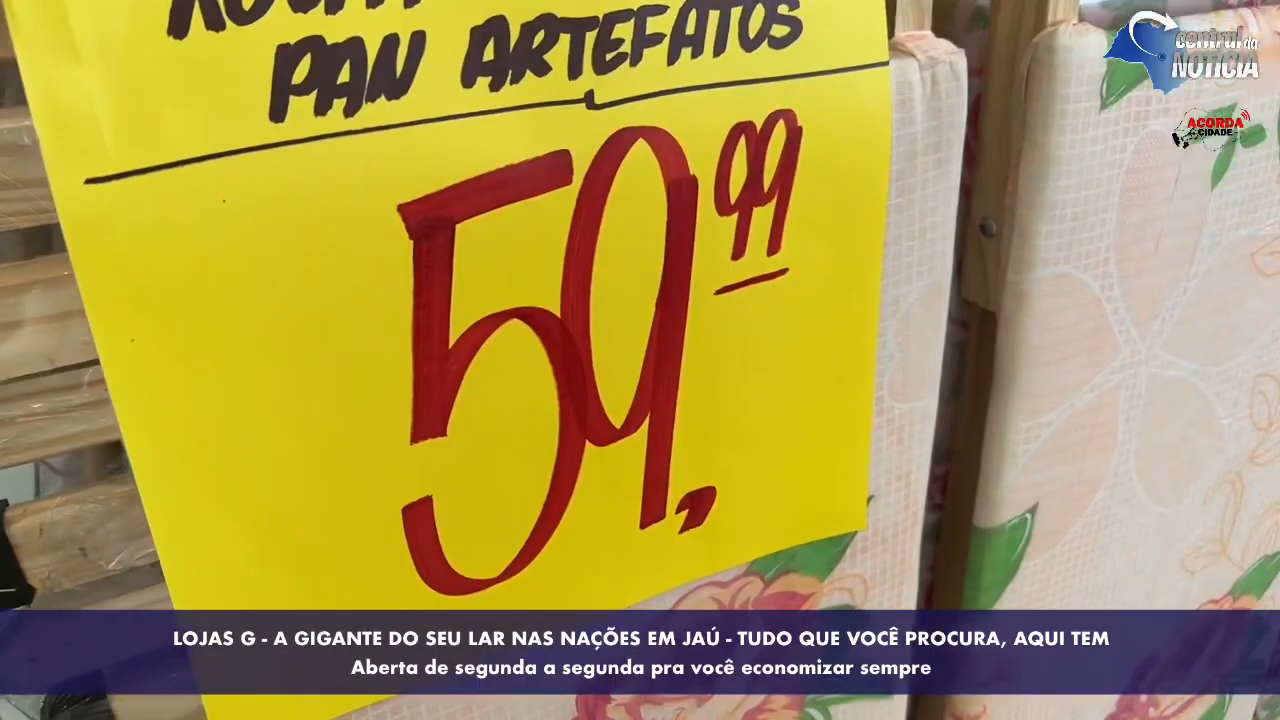 PAN ARTEFATOS
59,99
central da
NOTÍCIA
ACORDA
CIDADE
LOJAS G - A GIGANTE DO SEU LAR NAS NAÇÕES EM JAÚ - TUDO QUE VOCÊ PROCURA, AQUI TEM
Aberta de segunda a segunda pra você economizar sempre